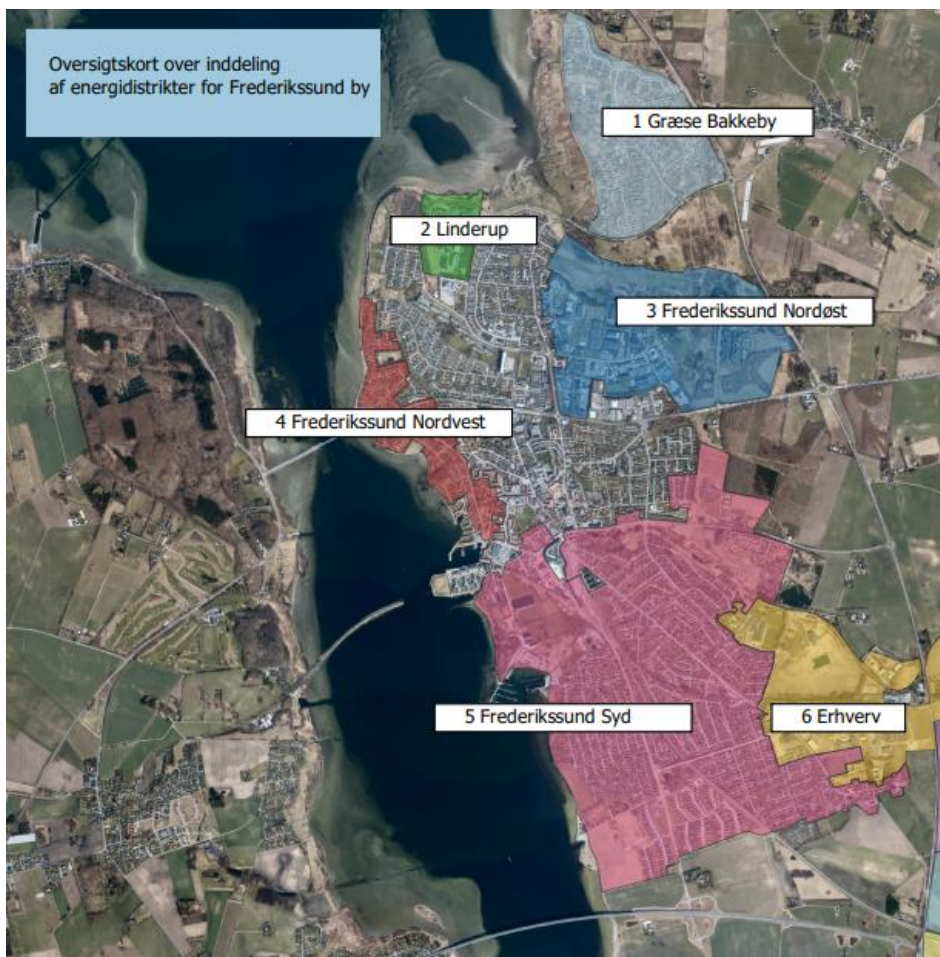 Oversigtskort over inddeling
af energidistrikter for Frederikssund by
1 Græse Bakkeby
2 Linderup
3 Frederikssund Nordøst
4 Frederikssund Nordvest
5 Frederikssund Syd
6 Erhverv